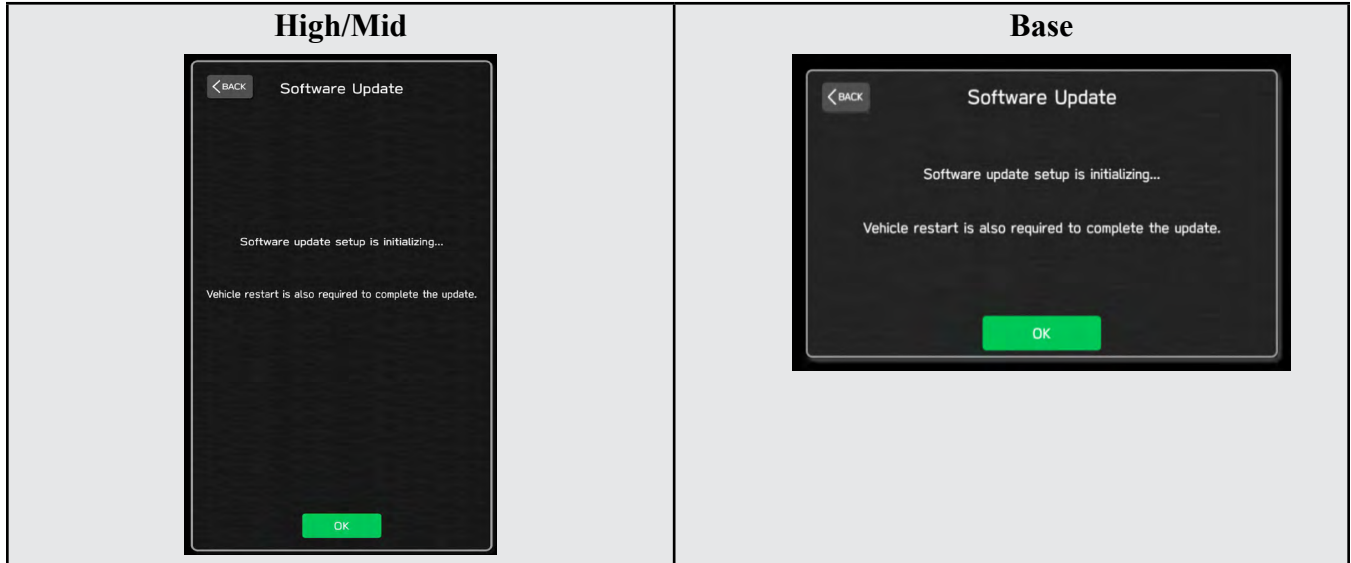 High/Mid
BACK
Software Update
Software update setup is initializing...
Vehicle restart is also required to complete the update.
OK
Base
BACK
Software Update
Software update setup is initializing...
Vehicle restart is also required to complete the update.
OK